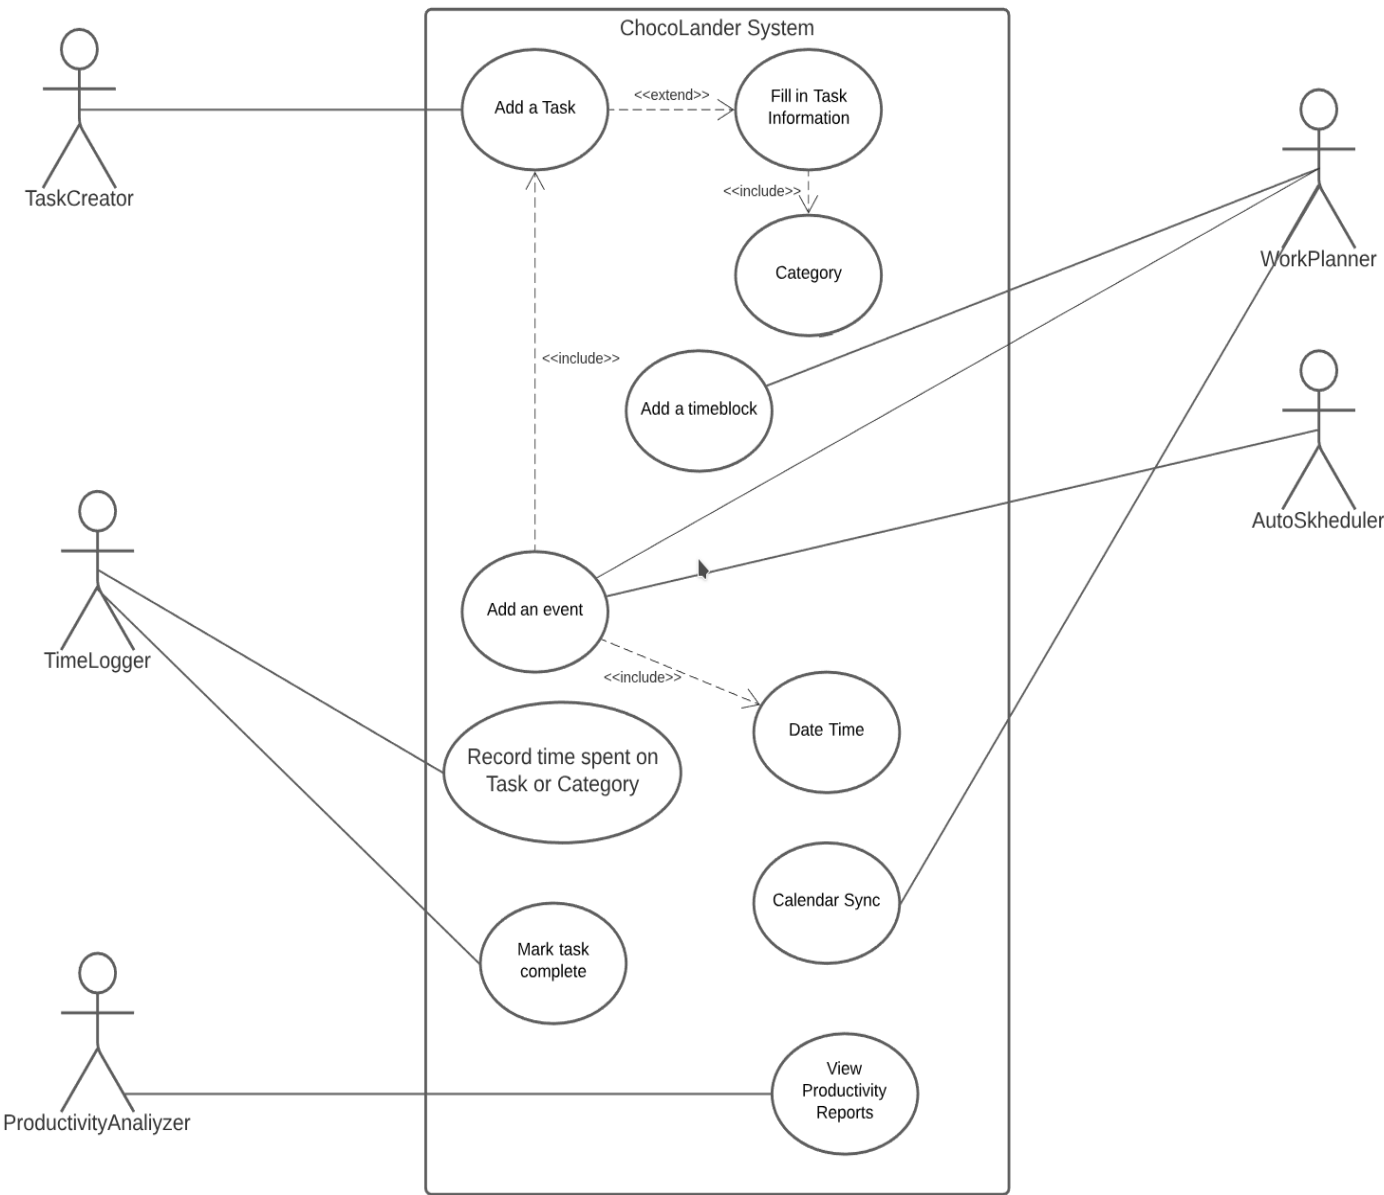 ChocoLander System
Add a Task
<<extend>>
Fill in Task
Information
TaskCreator
<<include>>
WorkPlanner
Category
<<include>>
Add a timeblock
AutoSkheduler
Add an event
TimeLogger
<<include>>
Date Time
Record time spent on
Task or Category
Calendar Sync
Mark task
complete
View
Productivity
Reports
ProductivityAnaliyzer